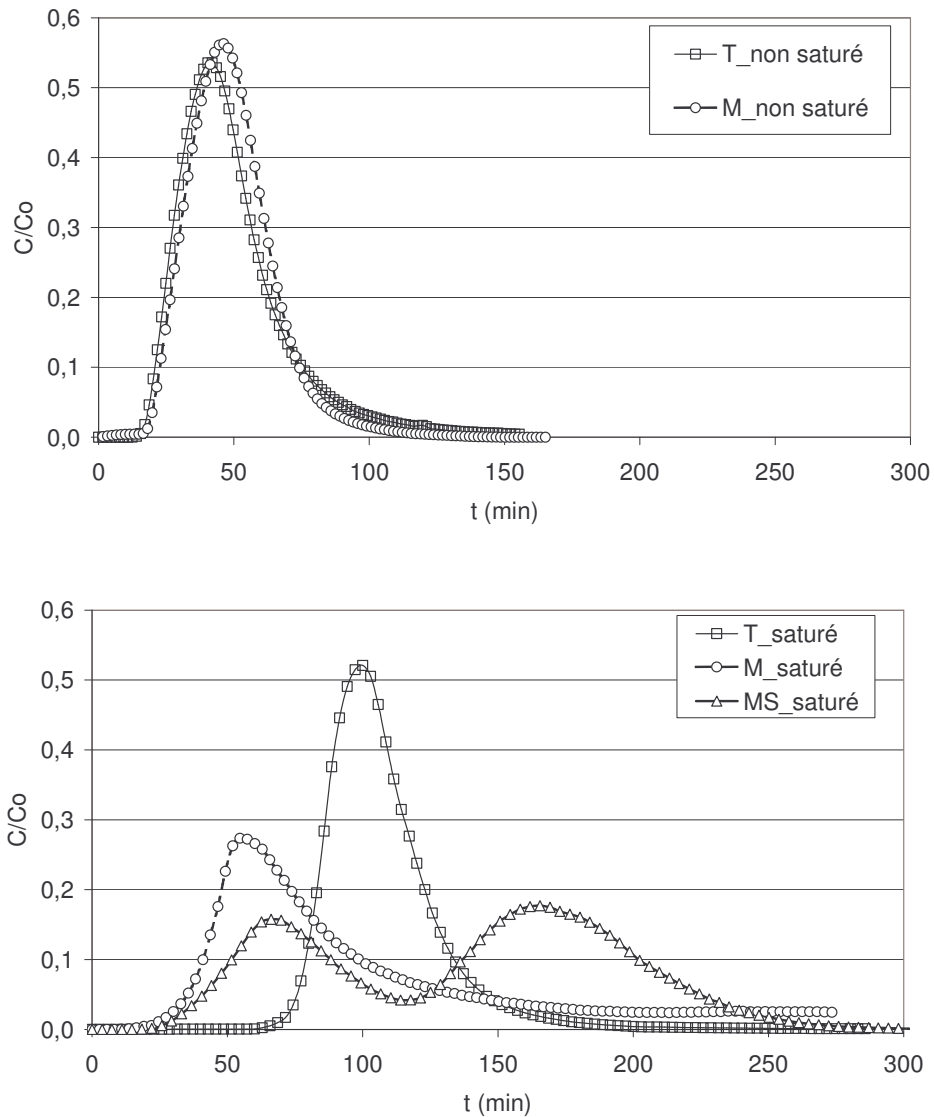 0,6
0,5
0,4
0,3
0,2
0,1
0,0
C/Co
T_non saturé
M_non saturé
0 50 100 150 200 250 300
t (min)
0,6
0,5
0,4
0,3
0,2
0,1
0,0
C/Co
T_saturé
M_saturé
MS_saturé
0 50 100 150 200 250 300
t (min)